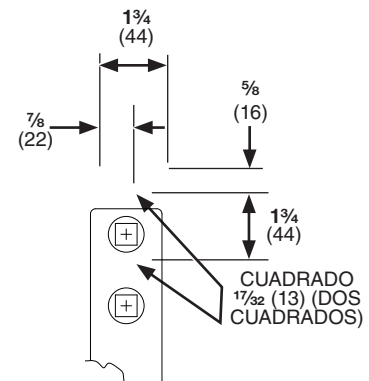 1¾
(44)
⅝
(16)
⅞
(22)
1¾
(44)
CUADRADO
17/32 (13) (DOS
CUADRADOS)